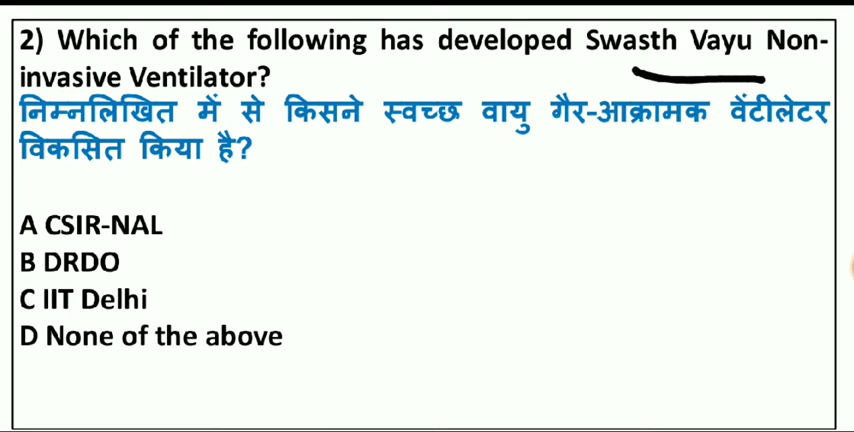 2) Which of the following has developed Swasth Vayu Non-
invasive Ventilator?
निम्नलिखित में से किसने स्वच्छ वायु गैर-आक्रामक वेंटीलेटर
विकसित किया है?
A CSIR-NAL
B DRDO
C IIT Delhi
D None of the above